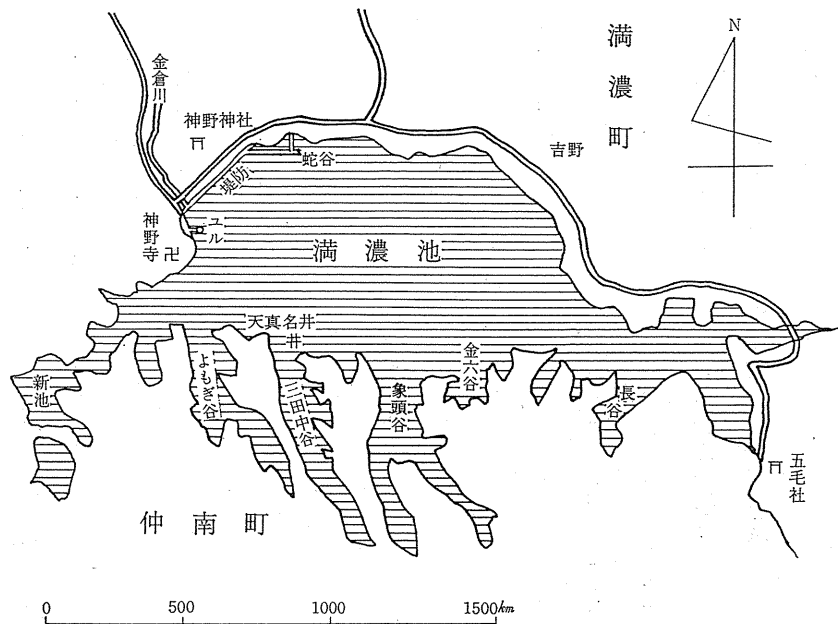 満濃町
N
金倉川
神野神社
吉野
蛇谷
堤防
ユル
神野寺
満濃池
天真名井
井
新池
よもぎ谷
三田中谷
象頭谷
金六谷
長谷
五毛社
仲南町
0 500 1000 1500km